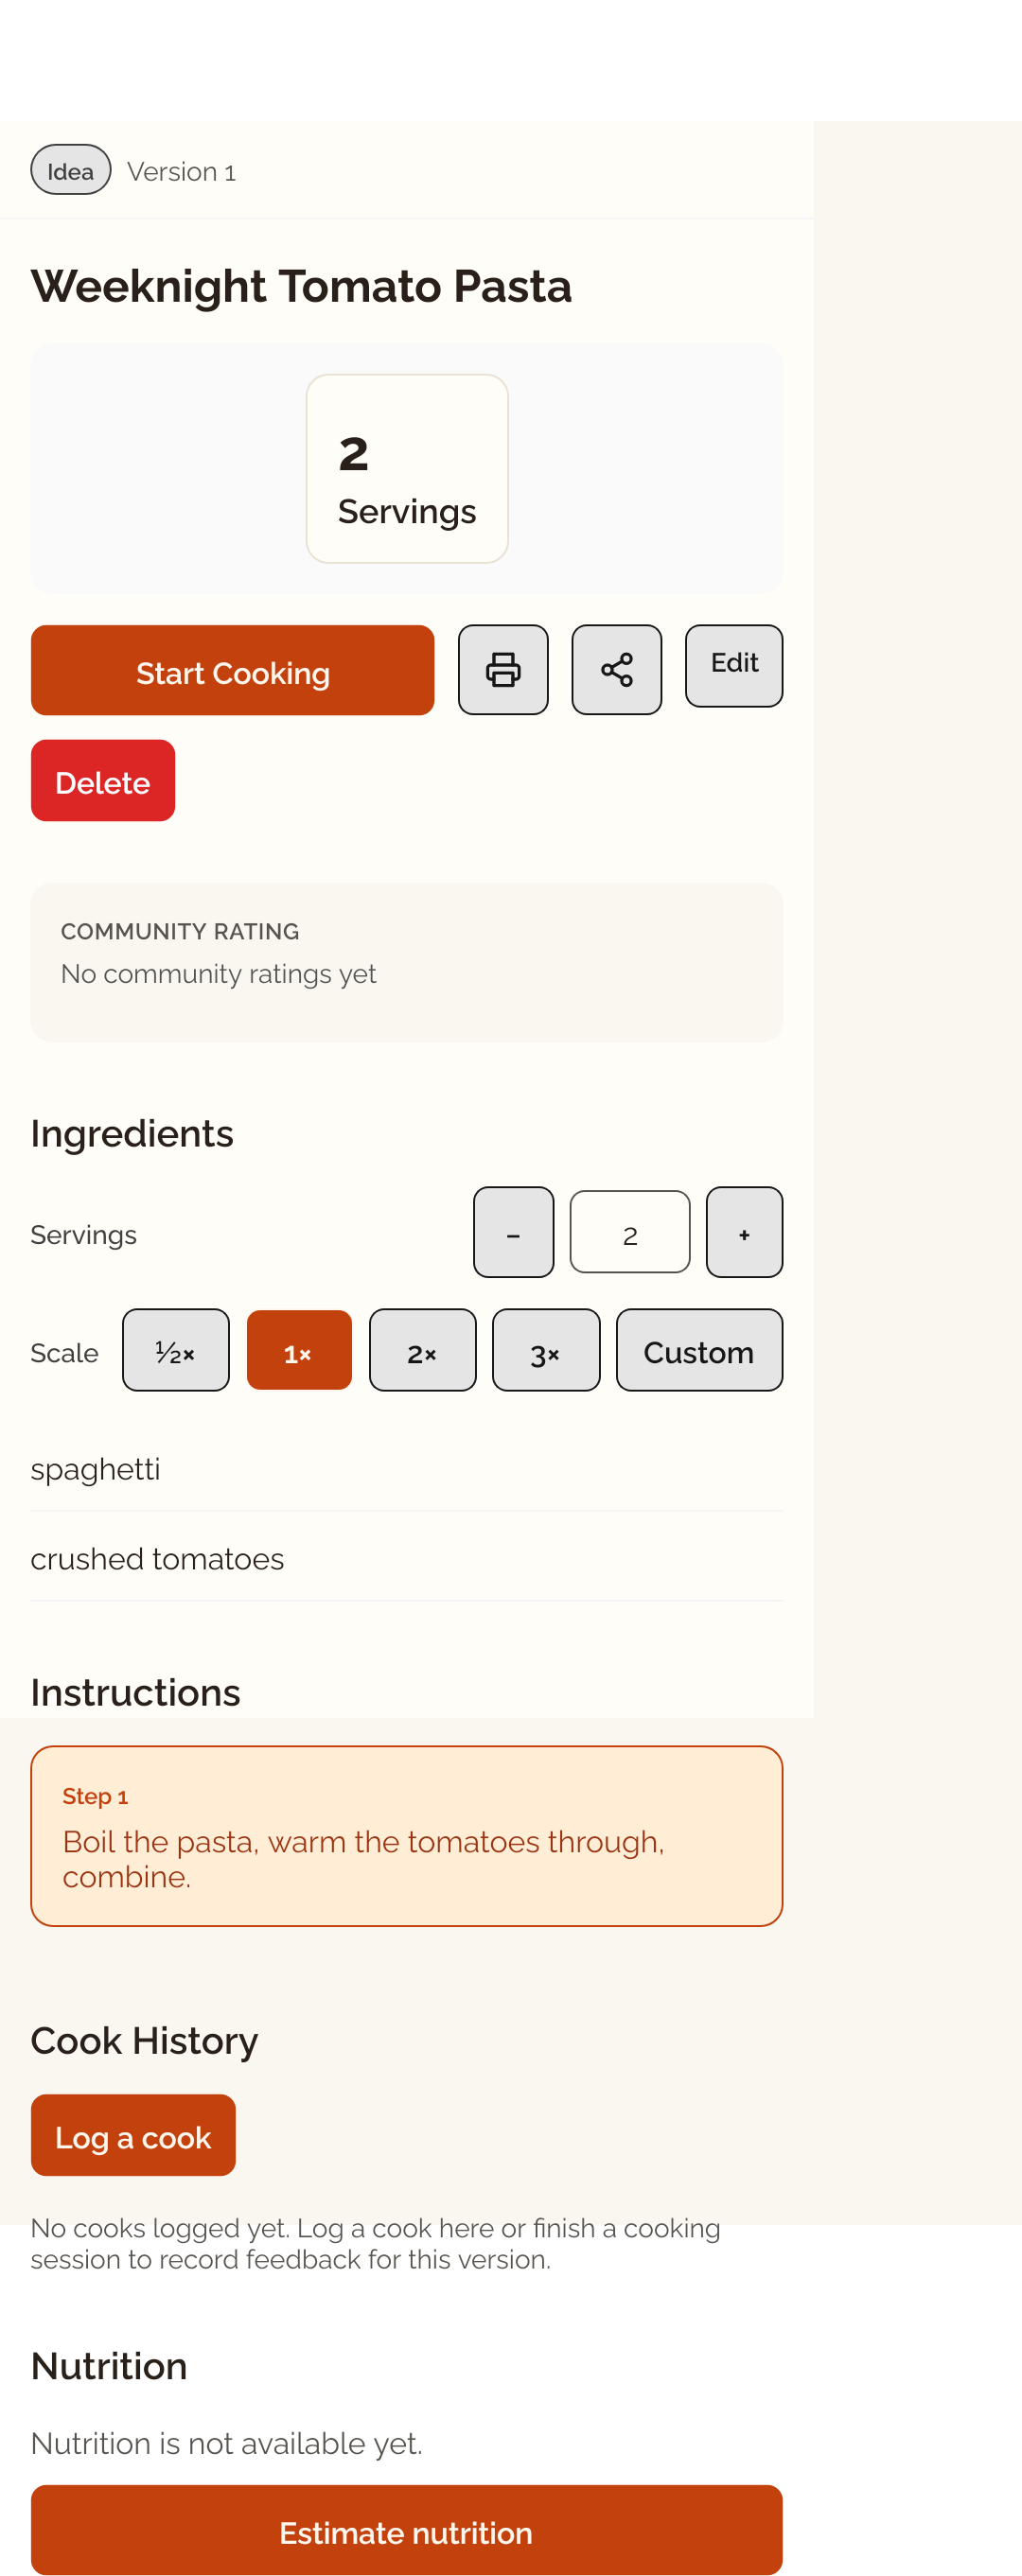 Idea Version 1
Weeknight Tomato Pasta
2
Servings
Start Cooking Edit
Delete
COMMUNITY RATING
No community ratings yet
Ingredients
Servings − 2 +
Scale ½× 1× 2× 3× Custom
spaghetti
crushed tomatoes
Instructions
Step 1
Boil the pasta, warm the tomatoes through,
combine.
Cook History
Log a cook
No cooks logged yet. Log a cook here or finish a cooking
session to record feedback for this version.
Nutrition
Nutrition is not available yet.
Estimate nutrition